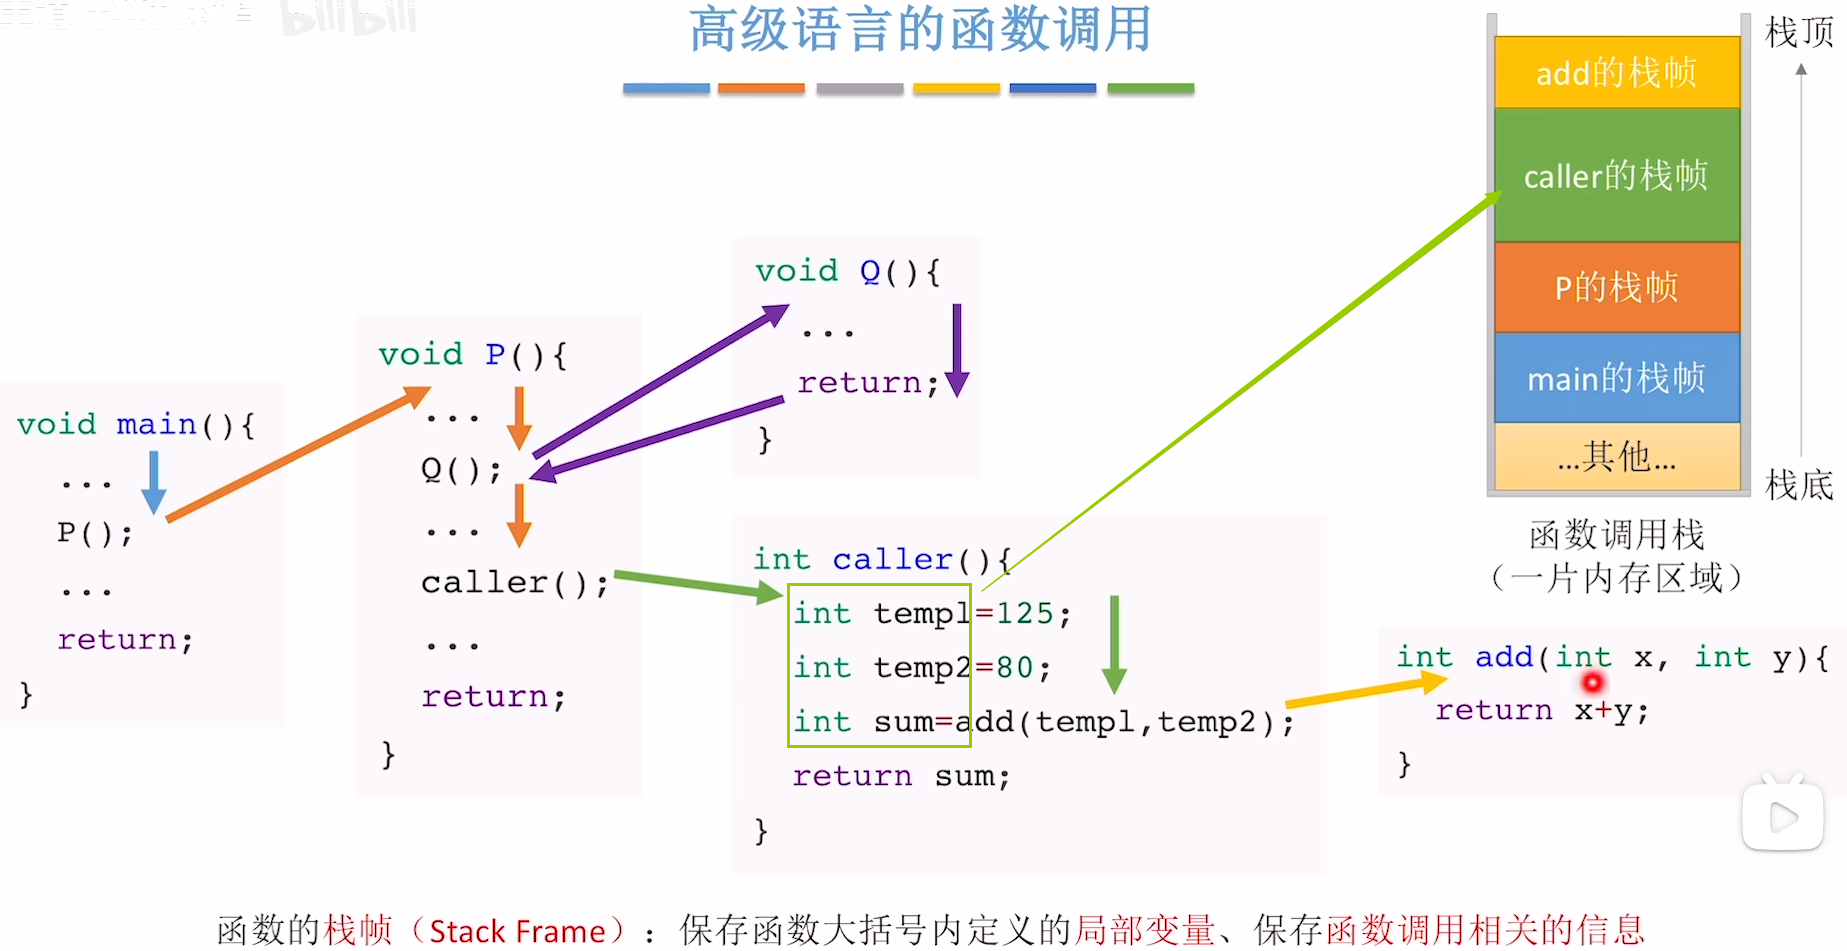 高级语言的函数调用
bilibili
栈顶
add的栈帧
caller的栈帧
P的栈帧
main的栈帧
...其他...
栈底
函数调用栈
（一片内存区域）
void main(){
...
P();
...
return;
}
void P(){
...
Q();
...
caller();
...
return;
}
void Q(){
...
return;
}
int caller(){
int temp1=125;
int temp2=80;
int sum=add(temp1,temp2);
return sum;
}
int add(int x, int y){
return x+y;
}
函数的栈帧（Stack Frame）：保存函数大括号内定义的局部变量、保存函数调用相关的信息